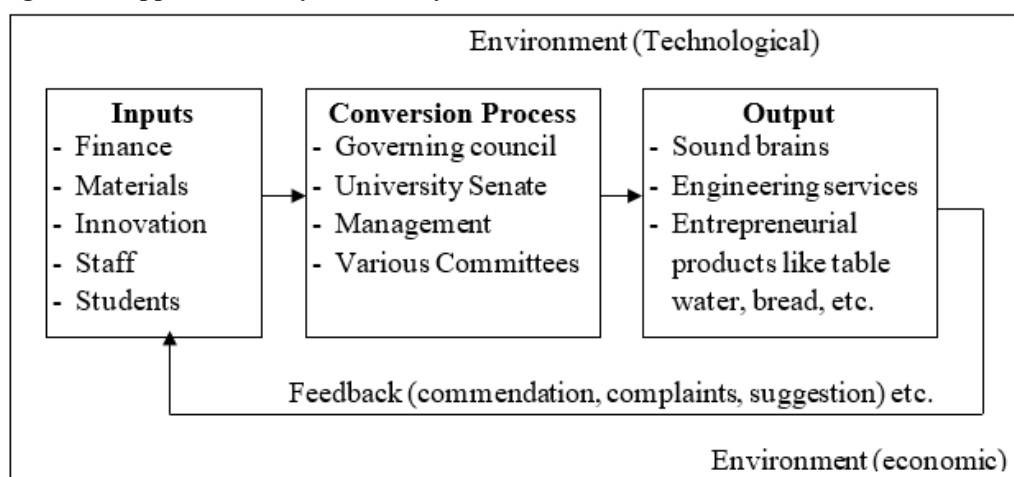 Environment (Technological)
Inputs
- Finance
- Materials
- Innovation
- Staff
- Students
Conversion Process
- Governing council
- University Senate
- Management
- Various Committees
Output
- Sound brains
- Engineering services
- Entrepreneurial
products like table
water, bread, etc.
Feedback (commendation, complaints, suggestion) etc.
Environment (economic)